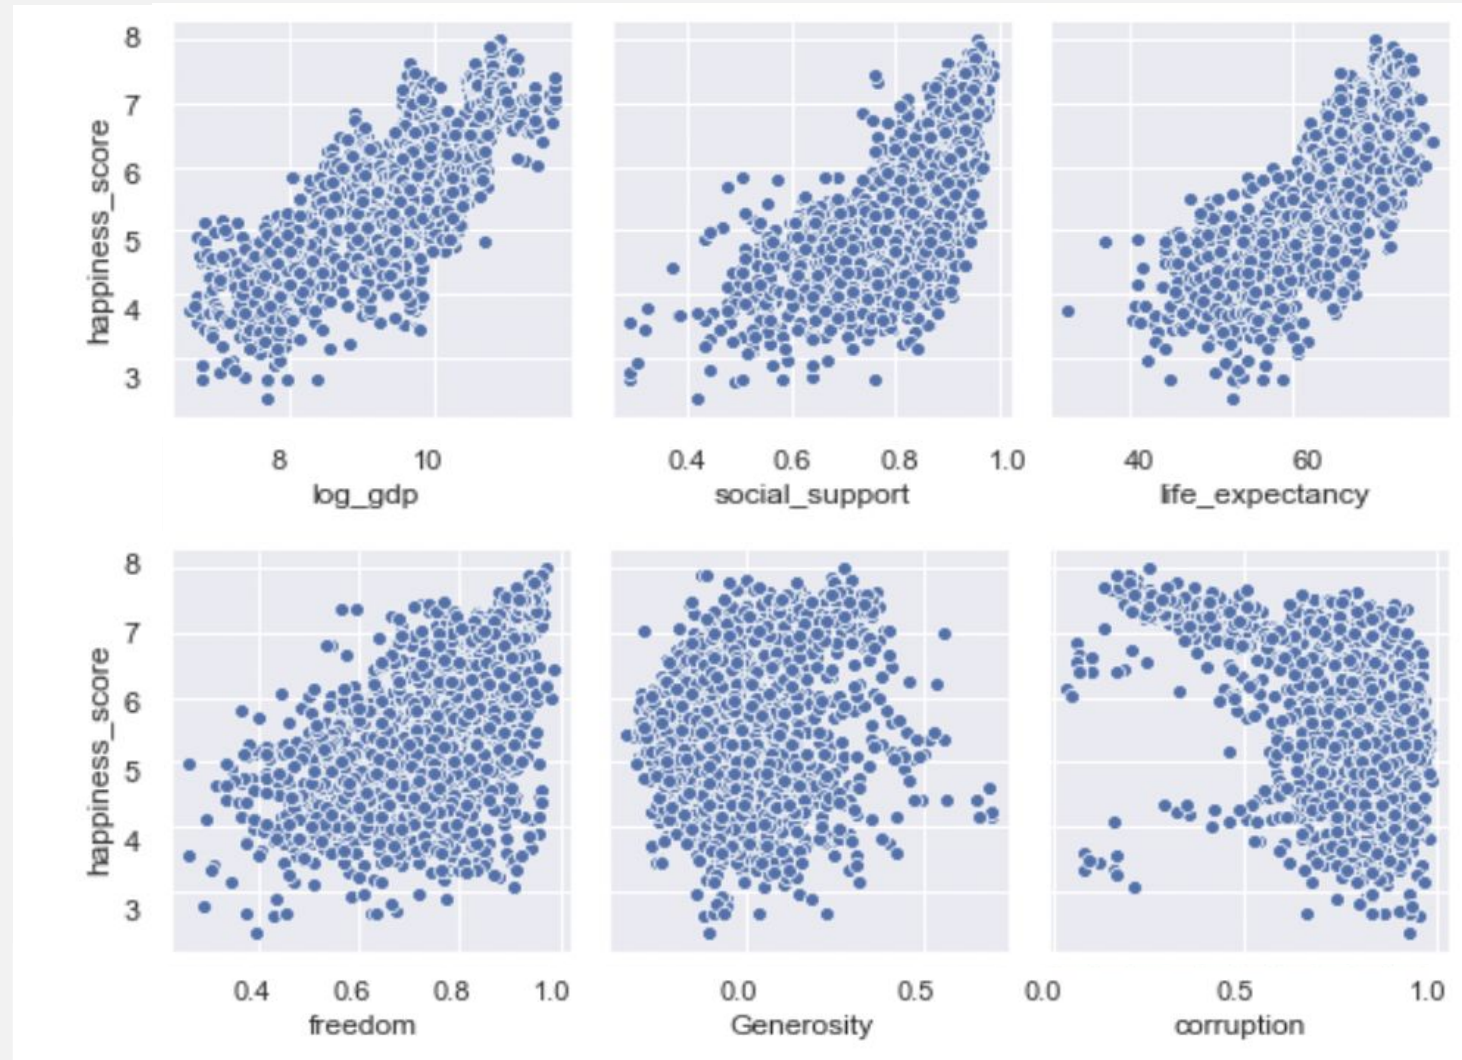 8
7
6
5
4
3
happiness_score
8 10
log_gdp
0.4 0.6 0.8 1.0
social_support
40 60
life_expectancy
8
7
6
5
4
3
happiness_score
0.4 0.6 0.8 1.0
freedom
0.0 0.5
Generosity
0.0 0.5 1.0
corruption